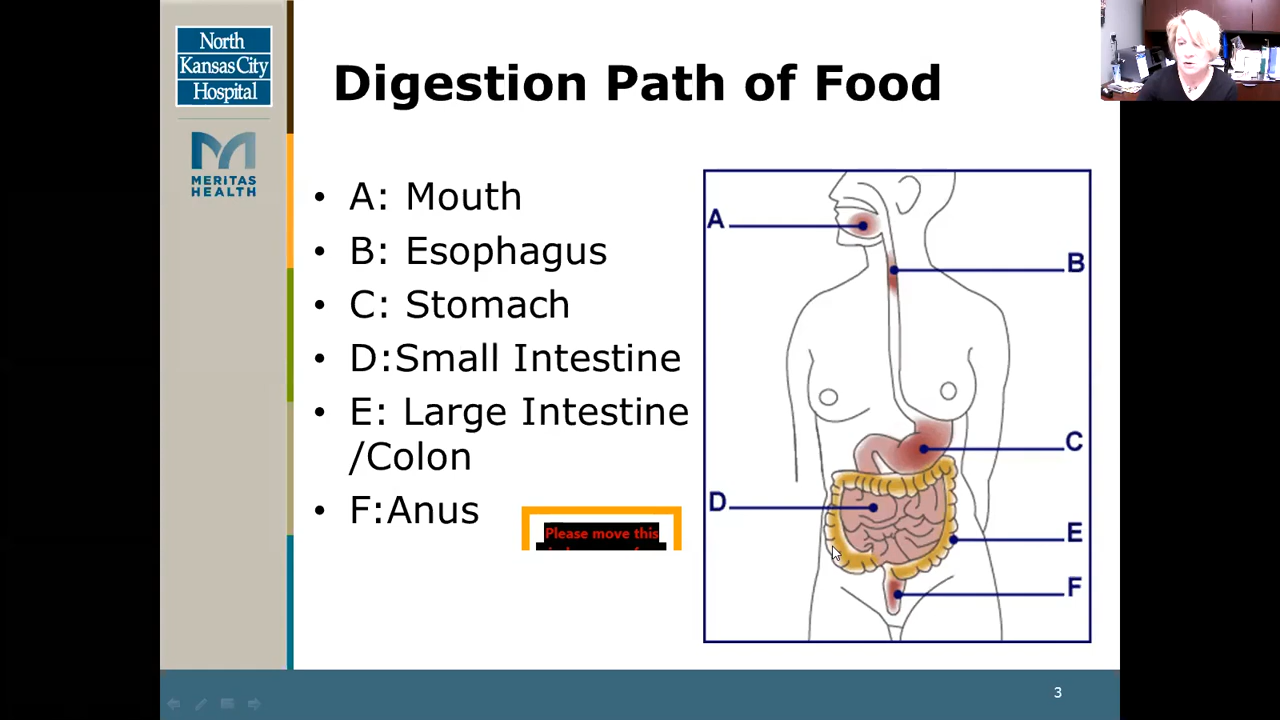 North
Kansas City
Hospital
MERITAS
HEALTH
Digestion Path of Food
• A: Mouth
• B: Esophagus
• C: Stomach
• D:Small Intestine
• E: Large Intestine
/Colon
• F:Anus
Please move this
A
B
C
D
E
F
3